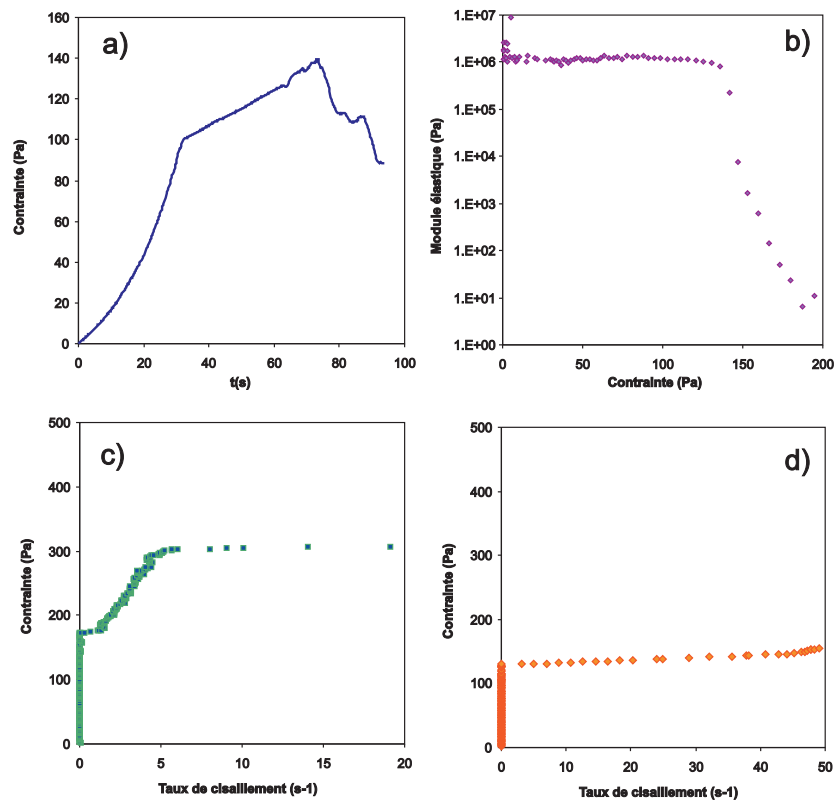 a)
160
140
120
100
80
60
40
20
0
Contrainte (Pa)
0 20 40 60 80 100
t(s)
b)
1.E+07
1.E+06
1.E+05
1.E+04
1.E+03
1.E+02
1.E+01
1.E+00
Module élastique (Pa)
0 50 100 150 200
Contrainte (Pa)
c)
500
400
300
200
100
0
Contrainte (Pa)
0 5 10 15 20
Taux de cisaillement (s-1)
d)
500
400
300
200
100
0
Contrainte (Pa)
0 10 20 30 40 50
Taux de cisaillement (s-1)